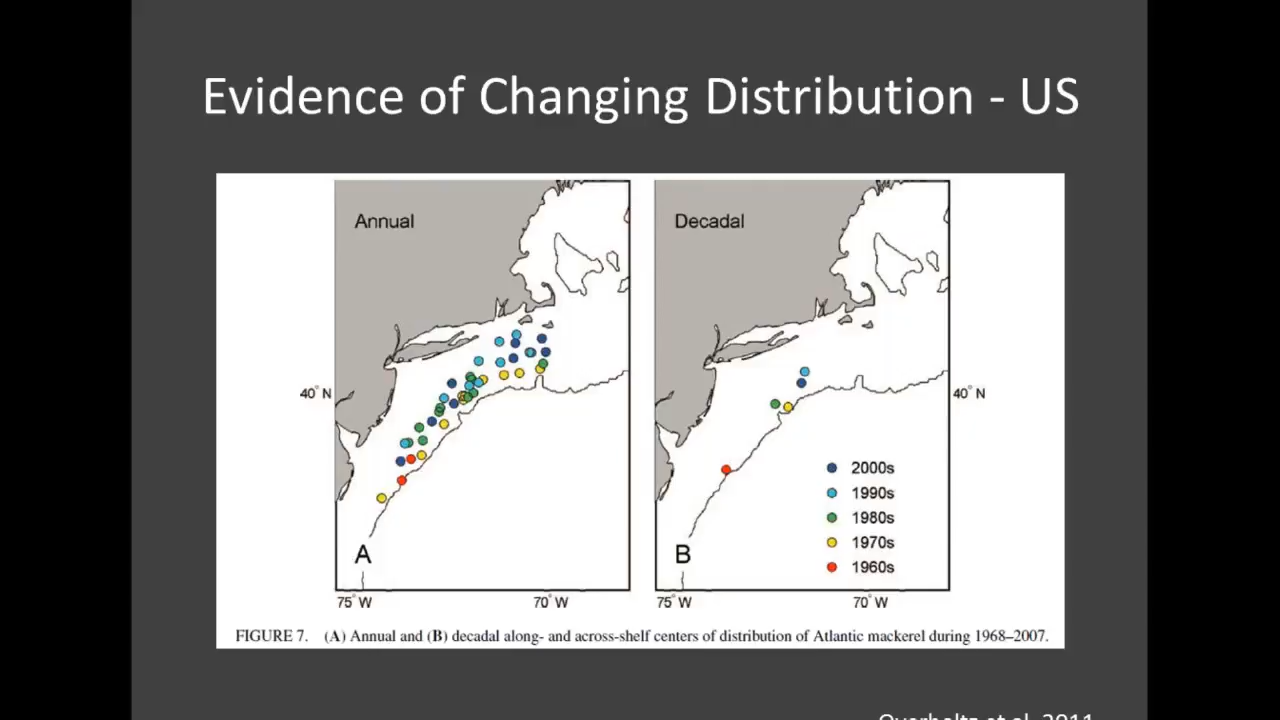 Evidence of Changing Distribution - US
Annual
Decadal
40° N
40° N
2000s
1990s
1980s
1970s
1960s
A
B
75° W
70° W
75° W
70° W
FIGURE 7. (A) Annual and (B) decadal along- and across-shelf centers of distribution of Atlantic mackerel during 1968–2007.
et al. 2011